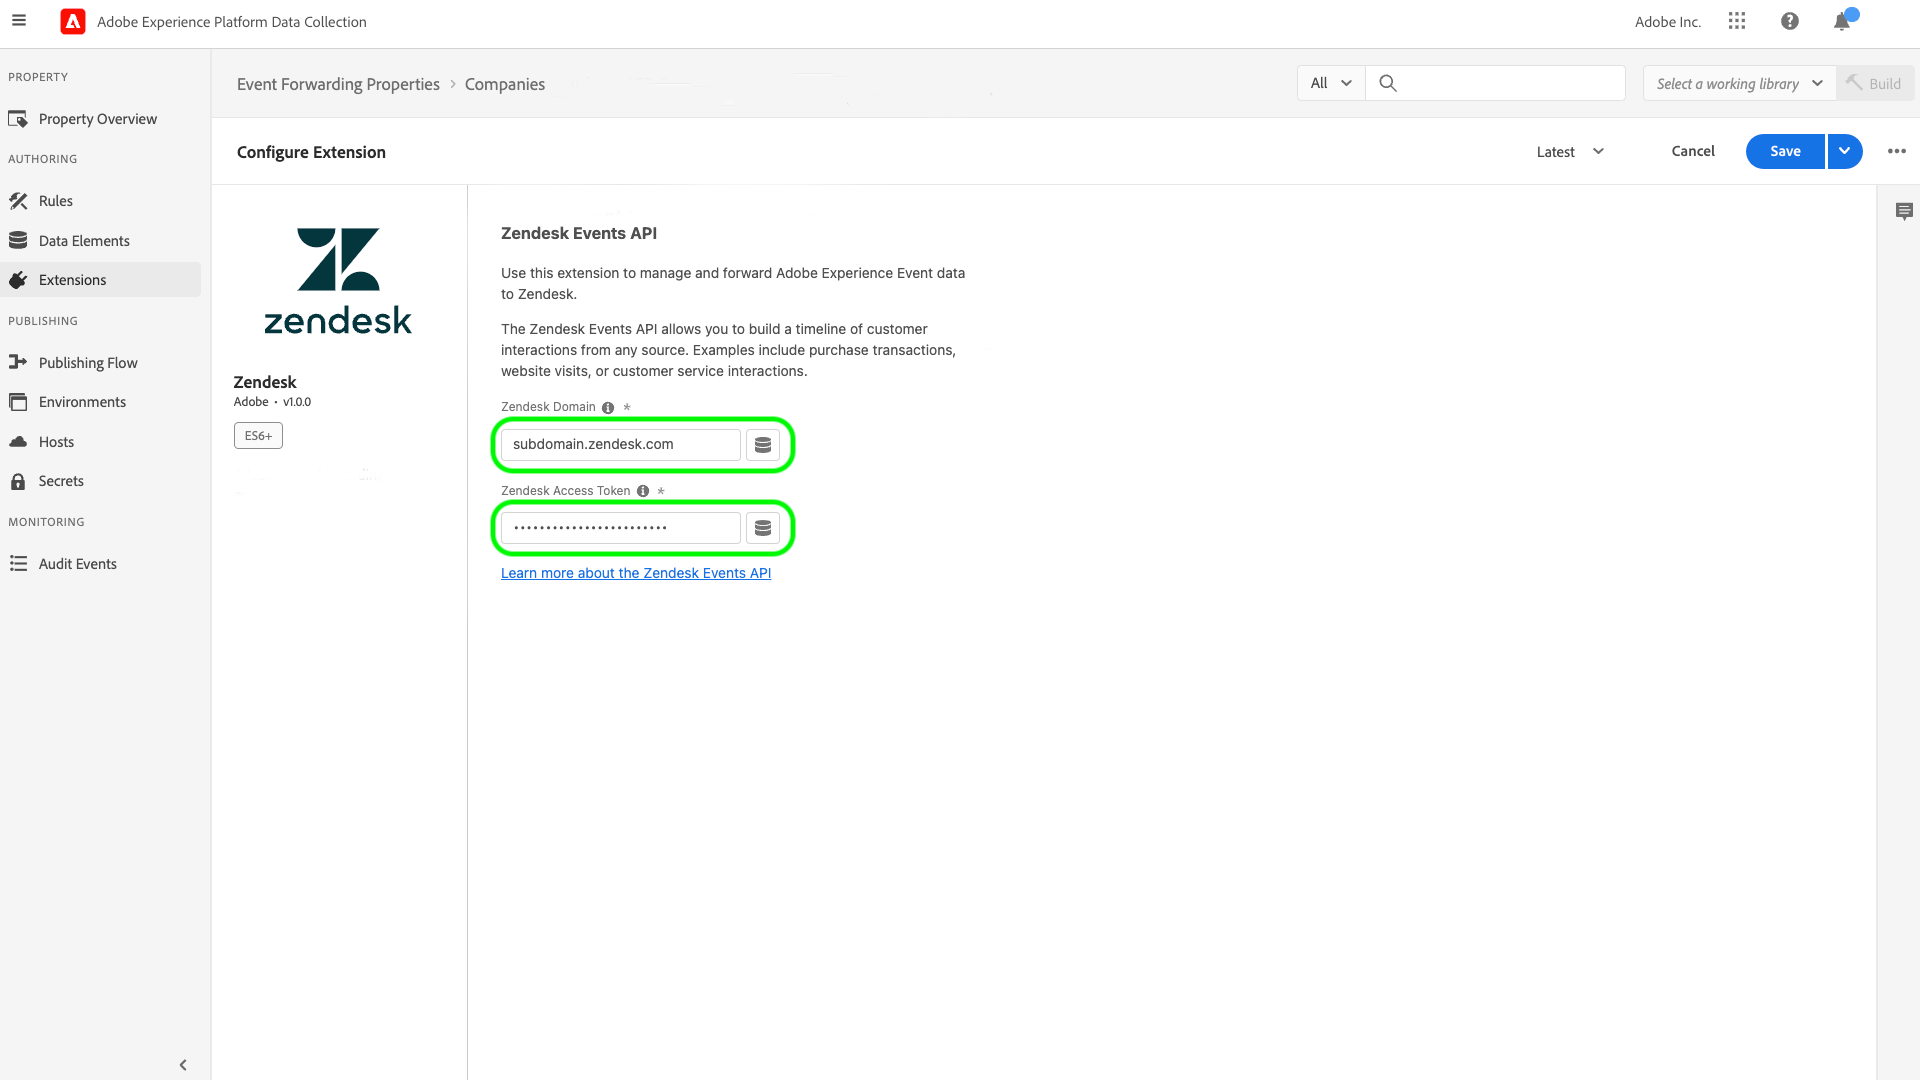 Adobe Experience Platform Data Collection
Adobe Inc.
PROPERTY
Property Overview
AUTHORING
Rules
Data Elements
Extensions
PUBLISHING
Publishing Flow
Environments
Hosts
Secrets
MONITORING
Audit Events
Event Forwarding Properties > Companies
All
Select a working library
Build
Configure Extension
Latest
Cancel
Save
zendesk
Zendesk
Adobe · v1.0.0
ES6+
Zendesk Events API
Use this extension to manage and forward Adobe Experience Event data
to Zendesk.
The Zendesk Events API allows you to build a timeline of customer
interactions from any source. Examples include purchase transactions,
website visits, or customer service interactions.
Zendesk Domain *
subdomain.zendesk.com
Zendesk Access Token *
••••••••••••••••••••••••
Learn more about the Zendesk Events API